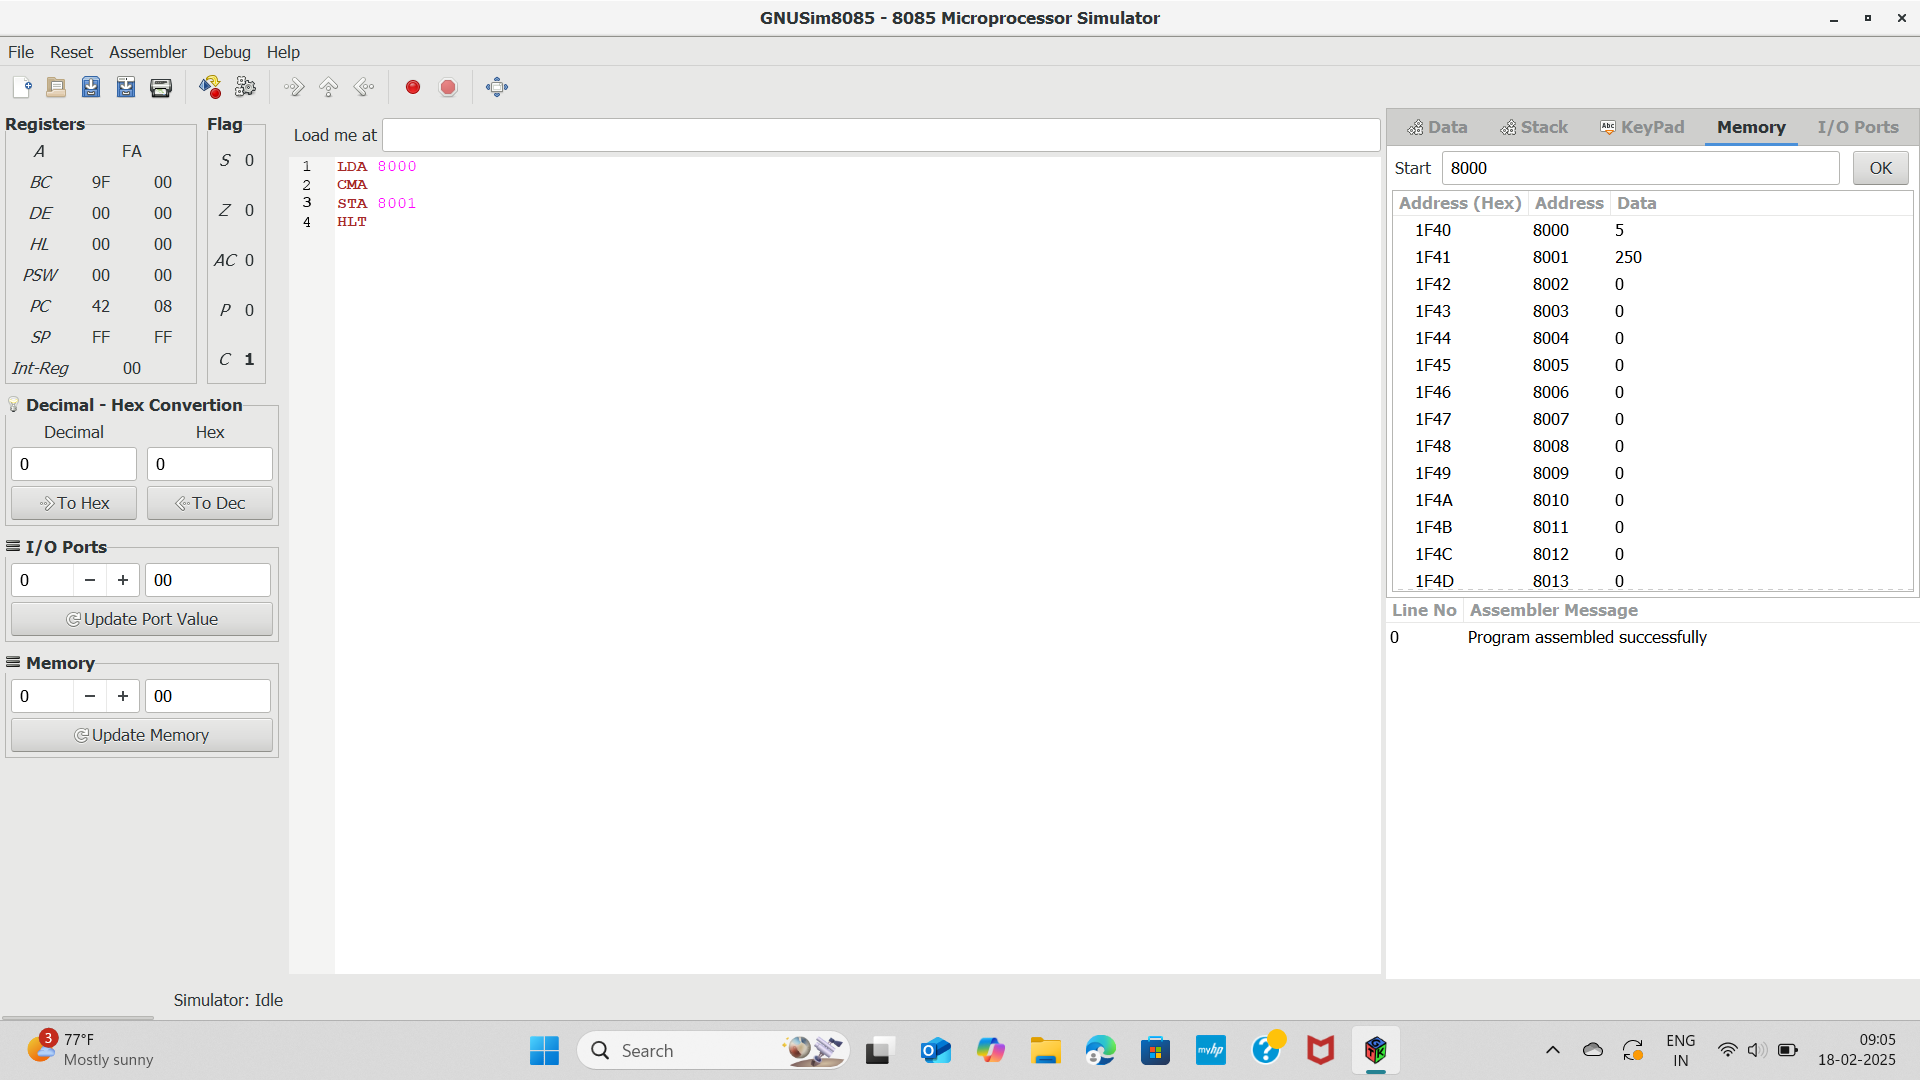 GNUSim8085 - 8085 Microprocessor Simulator
File Reset Assembler Debug Help
Registers
A FA
BC 9F 00
DE 00 00
HL 00 00
PSW 00 00
PC 42 08
SP FF FF
Int-Reg 00
Flag
S 0
Z 0
AC 0
P 0
C 1
Decimal - Hex Convertion
Decimal Hex
0 0
To Hex To Dec
I/O Ports
0 − + 00
Update Port Value
Memory
0 − + 00
Update Memory
Load me at
1 LDA 8000
2 CMA
3 STA 8001
4 HLT
Data Stack Abc KeyPad Memory I/O Ports
Start 8000 OK
Address (Hex) Address Data
1F40 8000 5
1F41 8001 250
1F42 8002 0
1F43 8003 0
1F44 8004 0
1F45 8005 0
1F46 8006 0
1F47 8007 0
1F48 8008 0
1F49 8009 0
1F4A 8010 0
1F4B 8011 0
1F4C 8012 0
1F4D 8013 0
Line No Assembler Message
0 Program assembled successfully
Simulator: Idle
3 77°F
Mostly sunny
Search
myhp
GTK
ENG
IN
09:05
18-02-2025